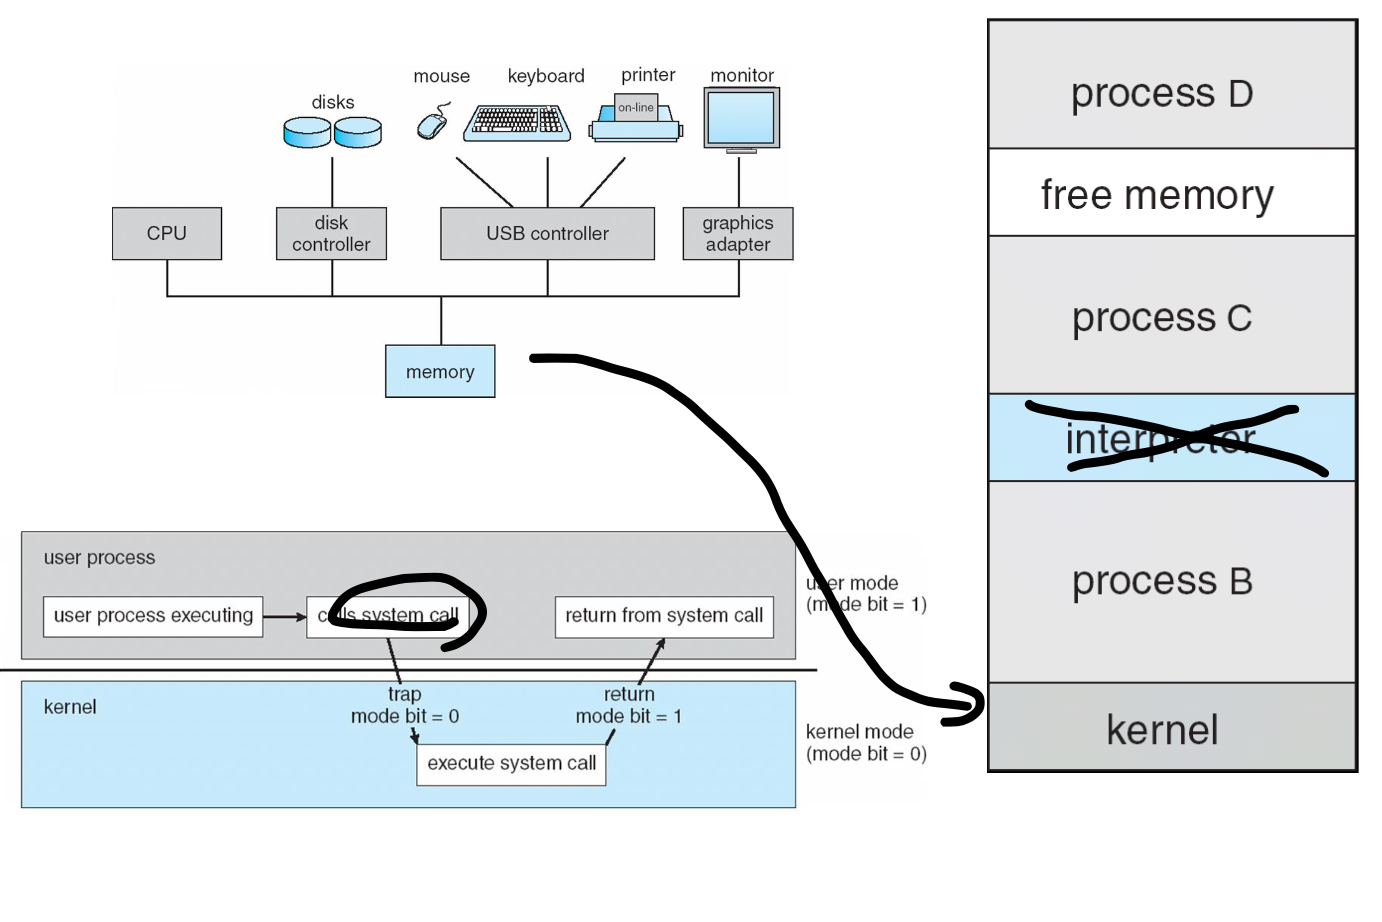 mouse
keyboard
printer
monitor
disks
on-line
CPU
disk
controller
USB controller
graphics
adapter
memory
user process
user process executing
calls system call
return from system call
user mode
(mode bit = 1)
trap
mode bit = 0
return
mode bit = 1
kernel
execute system call
kernel mode
(mode bit = 0)
process D
free memory
process C
interpreter
process B
kernel